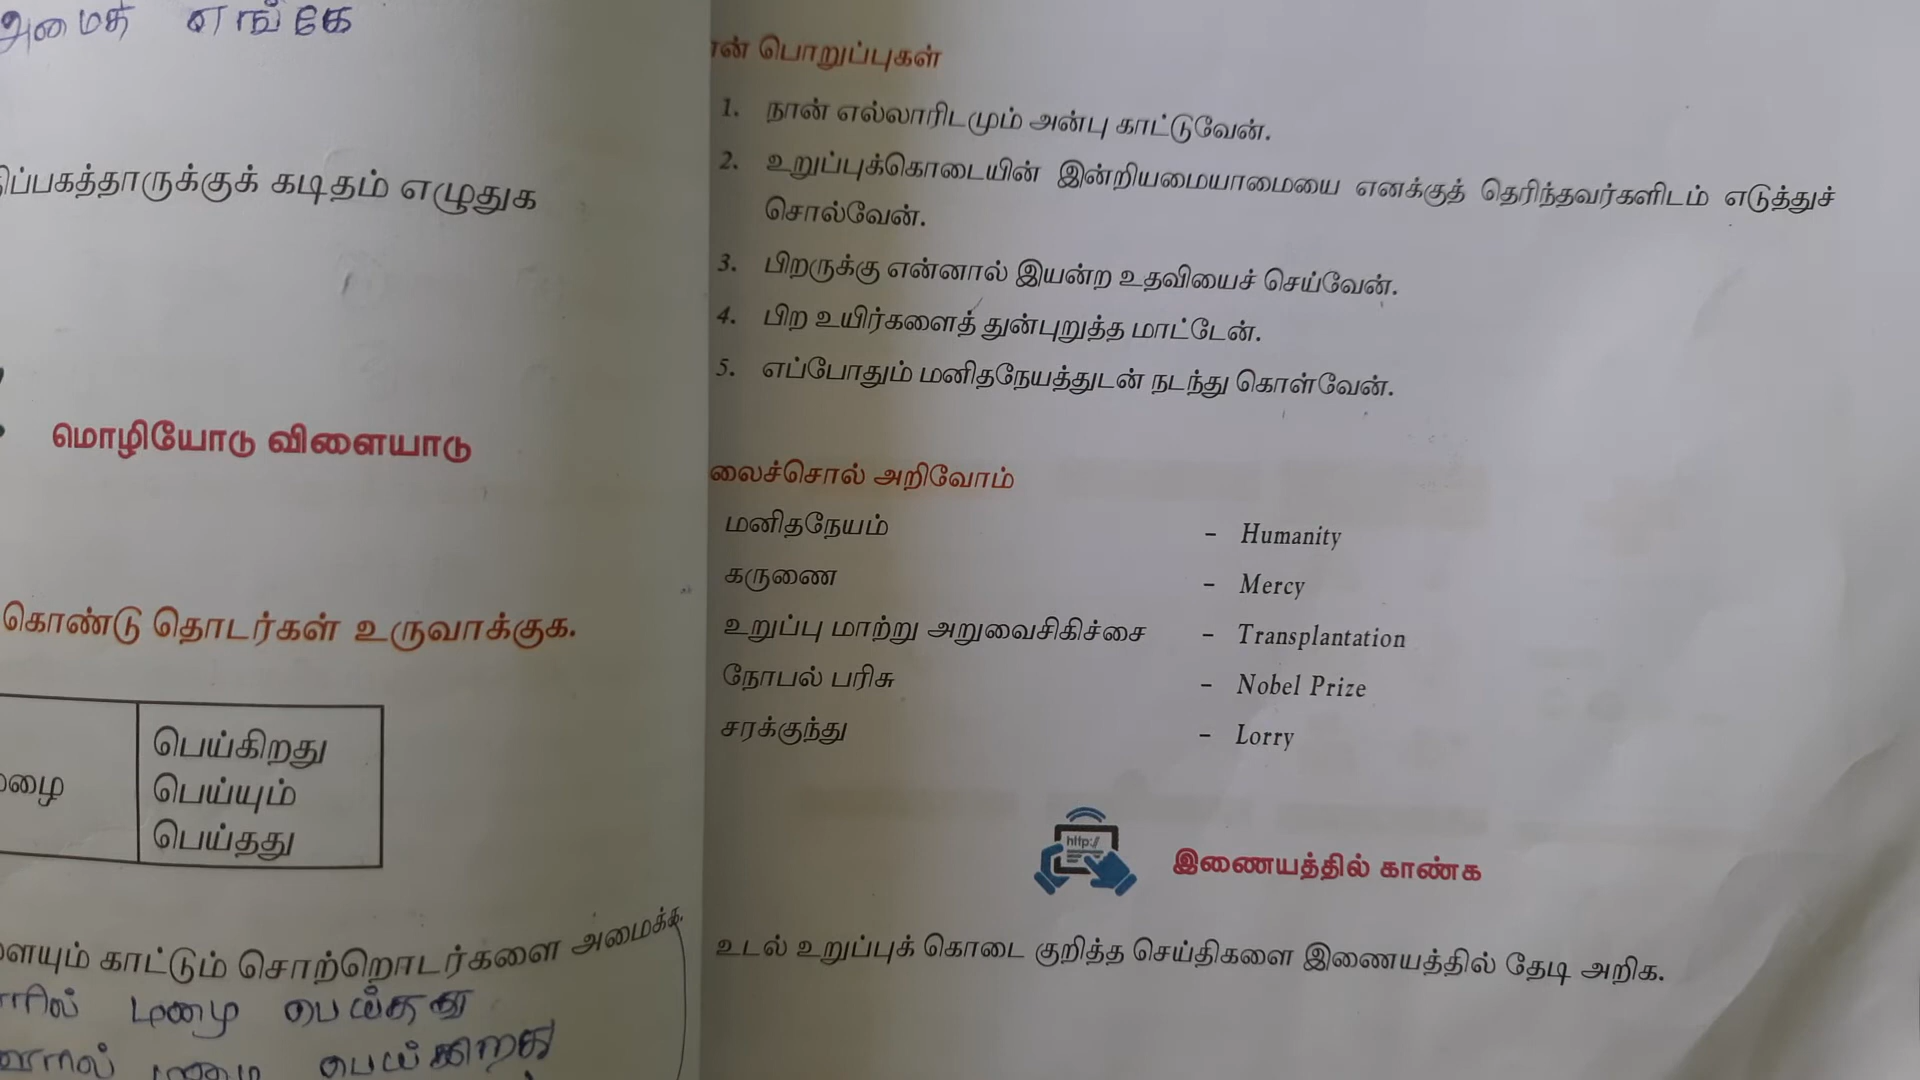 எங்கே
கடிதம் எழுதுக
மொழியோடு விளையாடு
கொண்டு தொடர்கள் உருவாக்குக.
பெய்கிறது
பெய்யும்
பெய்தது
காட்டும் சொற்றொடர்களை அமைக்க.
மழை பெய்தது
மழை பெய்கிறது
பொறுப்புகள்
1. நான் எல்லாரிடமும் அன்பு காட்டுவேன்.
2. உறுப்புக்கொடையின் இன்றியமையாமையை எனக்குத் தெரிந்தவர்களிடம் எடுத்துச்
சொல்வேன்.
3. பிறருக்கு என்னால் இயன்ற உதவியைச் செய்வேன்.
4. பிற உயிர்களைத் துன்புறுத்த மாட்டேன்.
5. எப்போதும் மனிதநேயத்துடன் நடந்து கொள்வேன்.
லைச்சொல் அறிவோம்
மனிதநேயம் – Humanity
கருணை – Mercy
உறுப்பு மாற்று அறுவைசிகிச்சை – Transplantation
நோபல் பரிசு – Nobel Prize
சரக்குந்து – Lorry
http://
இணையத்தில் காண்க
உடல் உறுப்புக் கொடை குறித்த செய்திகளை இணையத்தில் தேடி அறிக.